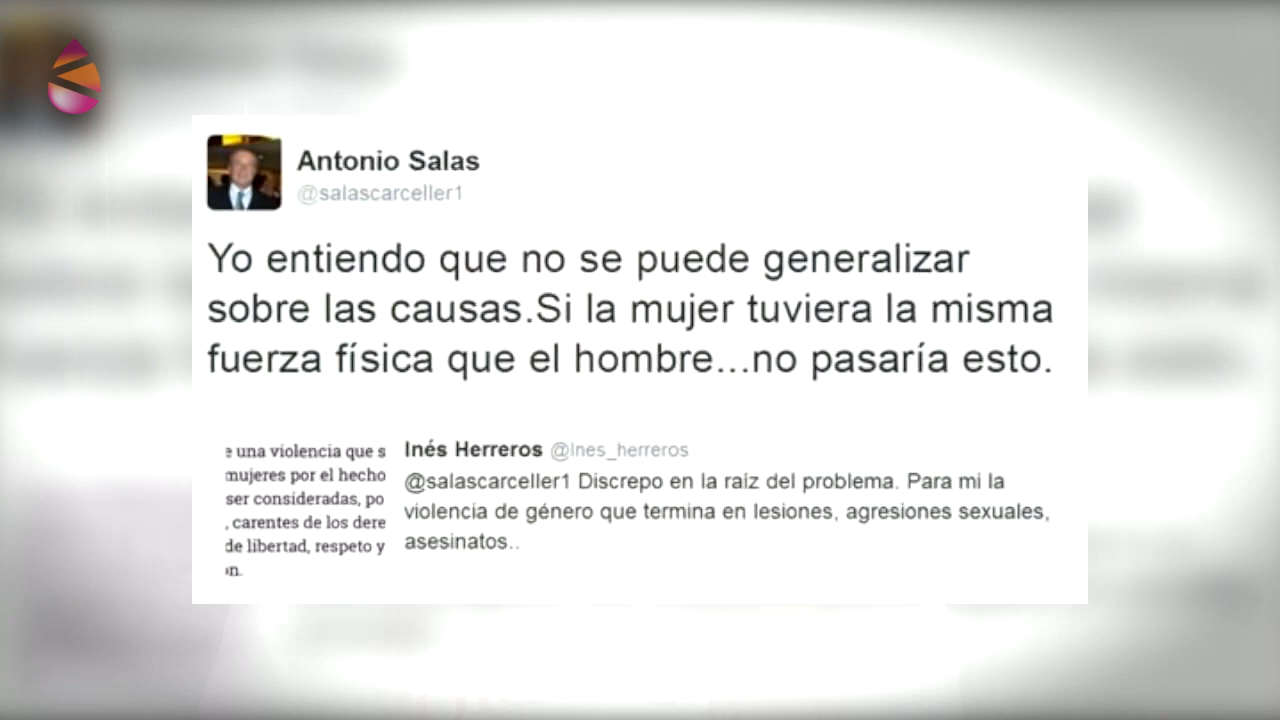 Antonio Salas
@salascarceller1
Yo entiendo que no se puede generalizar
sobre las causas.Si la mujer tuviera la misma
fuerza física que el hombre...no pasaría esto.
e una violencia que s
mujeres por el hecho
ser consideradas, po
, carentes de los dere
de libertad, respeto y
ón.
Inés Herreros @Ines_herreros
@salascarceller1 Discrepo en la raíz del problema. Para mi la
violencia de género que termina en lesiones, agresiones sexuales,
asesinatos..